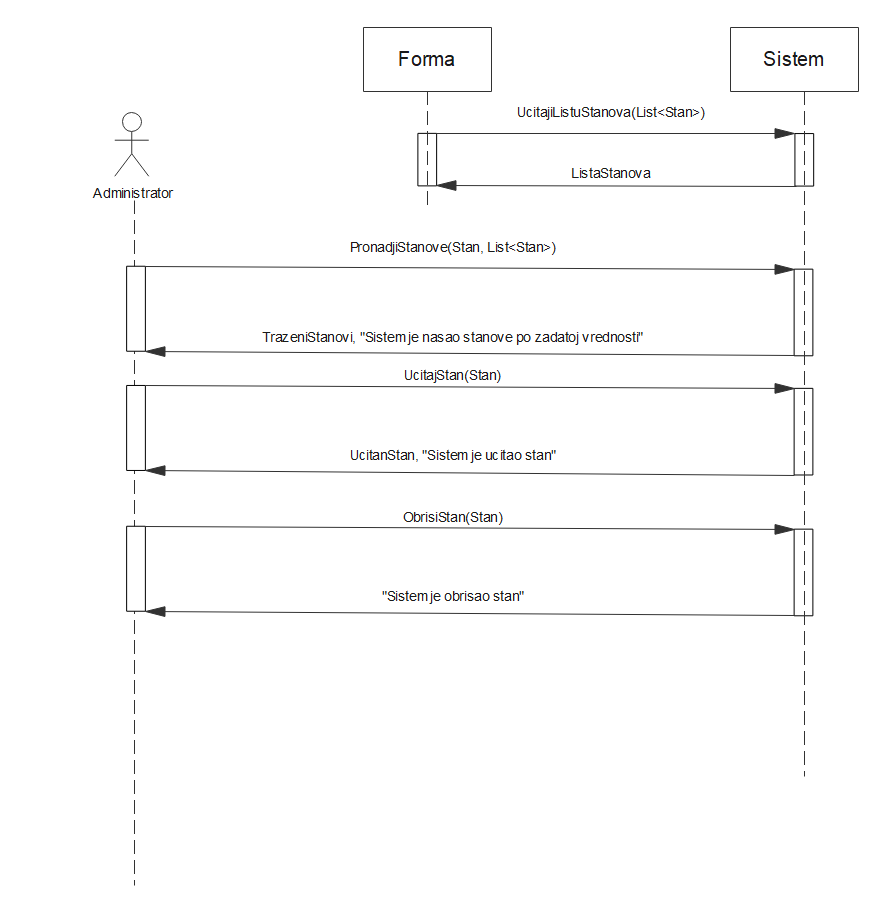 Forma
Sistem
UcitajiListuStanova(List<Stan>)
ListaStanova
Administrator
PronadjiStanove(Stan, List<Stan>)
TrazeniStanovi, "Sistem je nasao stanove po zadatoj vrednosti"
UcitajStan(Stan)
UcitanStan, "Sistem je ucitao stan"
ObrisiStan(Stan)
"Sistem je obrisao stan"